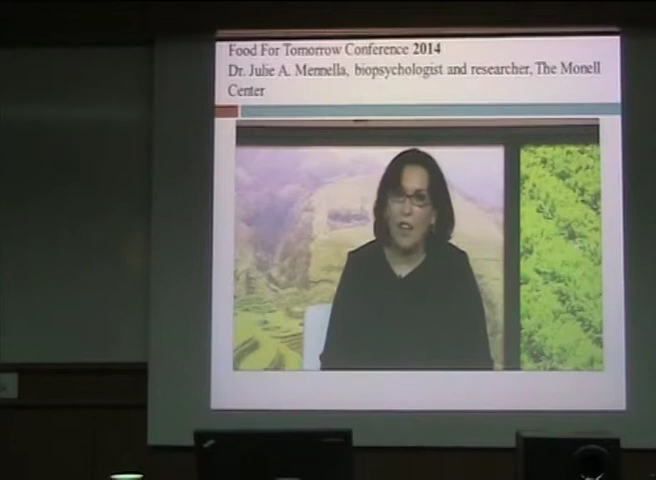 Food For Tomorrow Conference 2014
Dr. Julie A. Mennella, biopsychologist and researcher, The Monell
Center